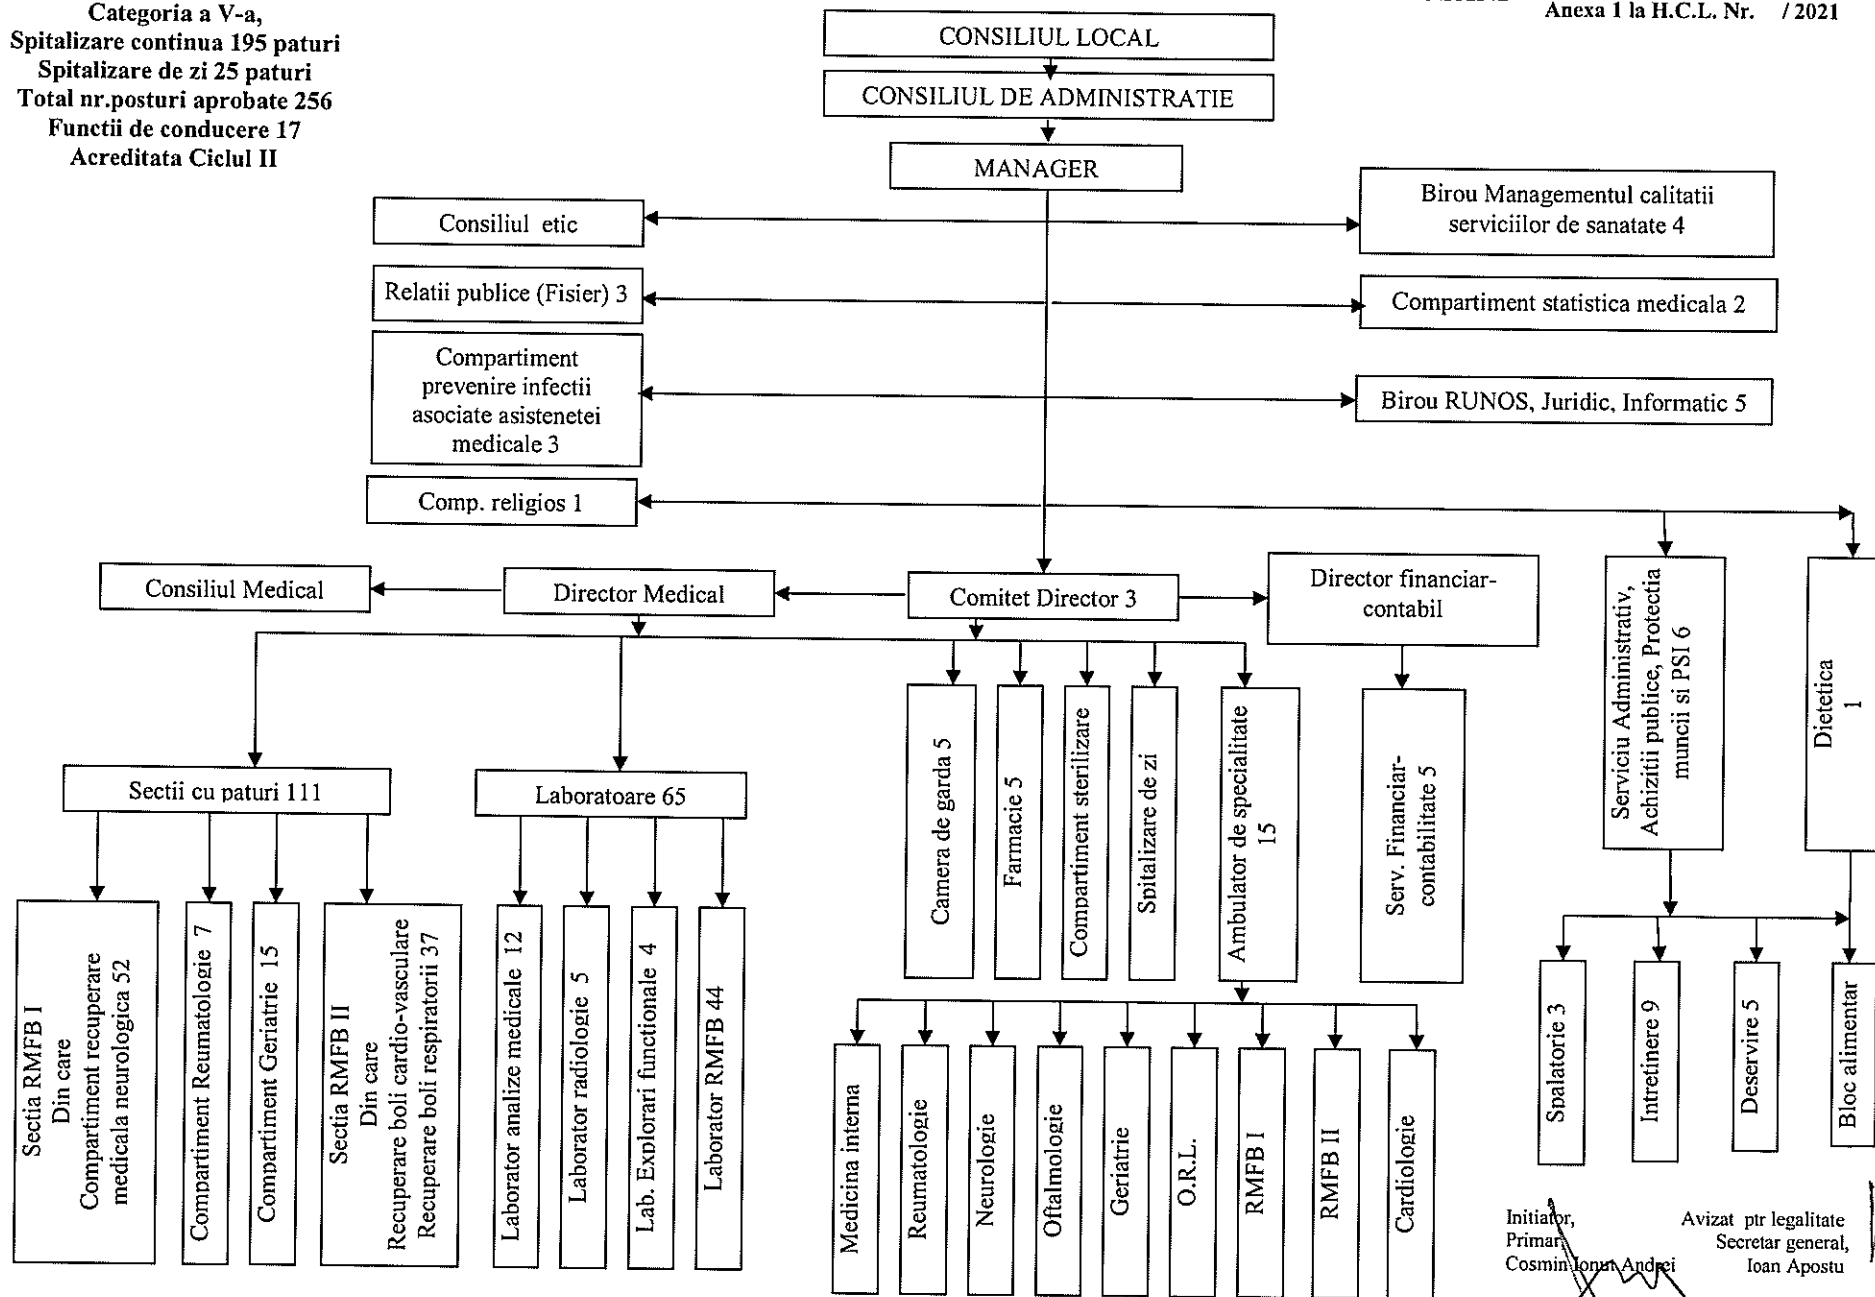 Categoria a V-a,
Spitalizare continua 195 paturi
Spitalizare de zi 25 paturi
Total nr.posturi aprobate 256
Functii de conducere 17
Acreditata Ciclul II
Anexa 1 la H.C.L. Nr. / 2021
CONSILIUL LOCAL
CONSILIUL DE ADMINISTRATIE
MANAGER
Consiliul etic
Birou Managementul calitatii
serviciilor de sanatate 4
Relatii publice (Fisier) 3
Compartiment statistica medicala 2
Compartiment
prevenire infectii
asociate asistenetei
medicale 3
Birou RUNOS, Juridic, Informatic 5
Comp. religios 1
Consiliul Medical
Director Medical
Comitet Director 3
Director financiar-
contabil
Serviciu Administrativ,
Achizitii publice, Protectia
muncii si PSI 6
Dietetica
1
Sectii cu paturi 111
Laboratoare 65
Camera de garda 5
Farmacie 5
Compartiment sterilizare
Spitalizare de zi
Ambulator de specialitate
15
Serv. Financiar-
contabilitate 5
Sectia RMFB I
Din care
Compartiment recuperare
medicala neurologica 52
Compartiment Reumatologie 7
Compartiment Geriatrie 15
Sectia RMFB II
Din care
Recuperare boli cardio-vasculare
Recuperare boli respiratorii 37
Laborator analize medicale 12
Laborator radiologie 5
Lab. Explorari functionale 4
Laborator RMFB 44
Medicina interna
Reumatologie
Neurologie
Oftalmologie
Geriatrie
O.R.L.
RMFB I
RMFB II
Cardiologie
Spalatorie 3
Intretinere 9
Deservire 5
Bloc alimentar
Initiator,
Primar
Cosmin Ionut Andrei
Avizat ptr legalitate
Secretar general,
Ioan Apostu